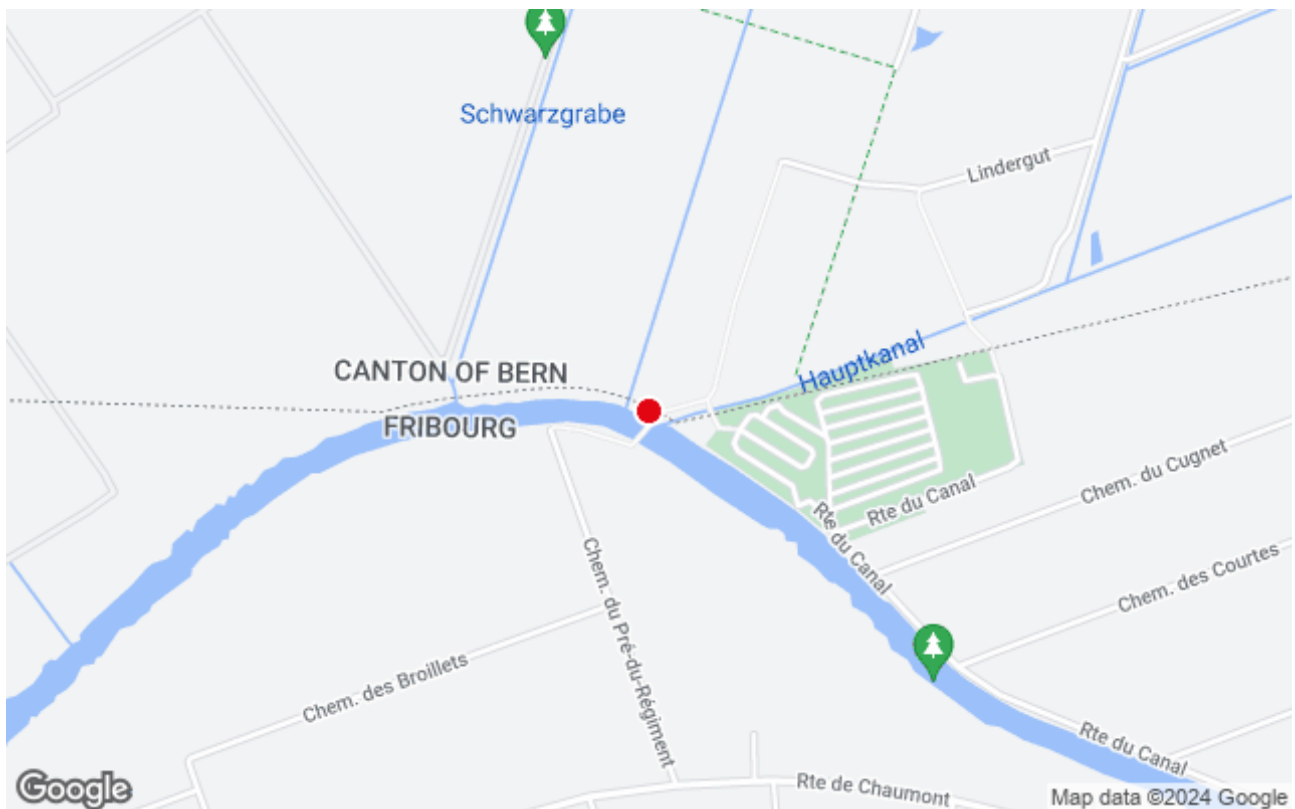 Schwarzgrabe
Lindergut
Hauptkanal
CANTON OF BERN
FRIBOURG
Chem. du Cugnet
Rte du Canal
Rte du Canal
Chem. des Courtes
Chem. du Pré-du-Régiment
Chem. des Broillets
Rte du Canal
Rte de Chaumont
Google
Map data ©2024 Google